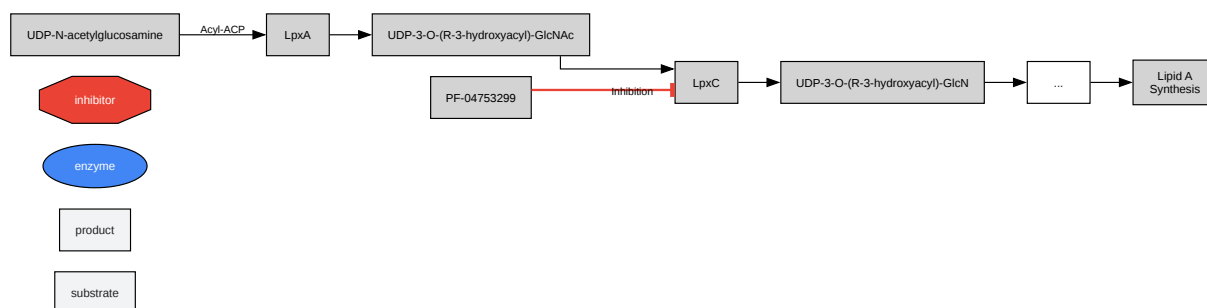 UDP-N-acetylglucosamine
Acyl-ACP
LpxA
UDP-3-O-(R-3-hydroxyacyl)-GlcNAc
PF-04753299
Inhibition
LpxC
UDP-3-O-(R-3-hydroxyacyl)-GlcN
...
Lipid A
Synthesis
inhibitor
enzyme
product
substrate